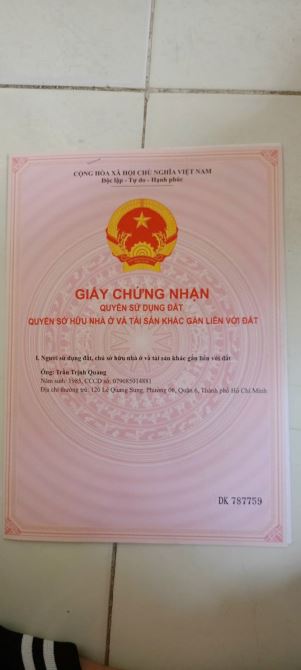 CỘNG HÒA XÃ HỘI CHỦ NGHĨA VIỆT NAM
Độc lập - Tự do - Hạnh phúc
GIẤY CHỨNG NHẬN
QUYỀN SỬ DỤNG ĐẤT
QUYỀN SỞ HỮU NHÀ Ở VÀ TÀI SẢN KHÁC GẮN LIỀN VỚI ĐẤT
I. Người sử dụng đất, chủ sở hữu nhà ở và tài sản khác gắn liền với đất
Ông: Trần Trịnh Quang
Năm sinh: 1985, CCCD số: 079085014881
Địa chỉ thường trú: 126 Lê Quang Sung, Phường 06, Quận 6, Thành phố Hồ Chí Minh
DK 787759